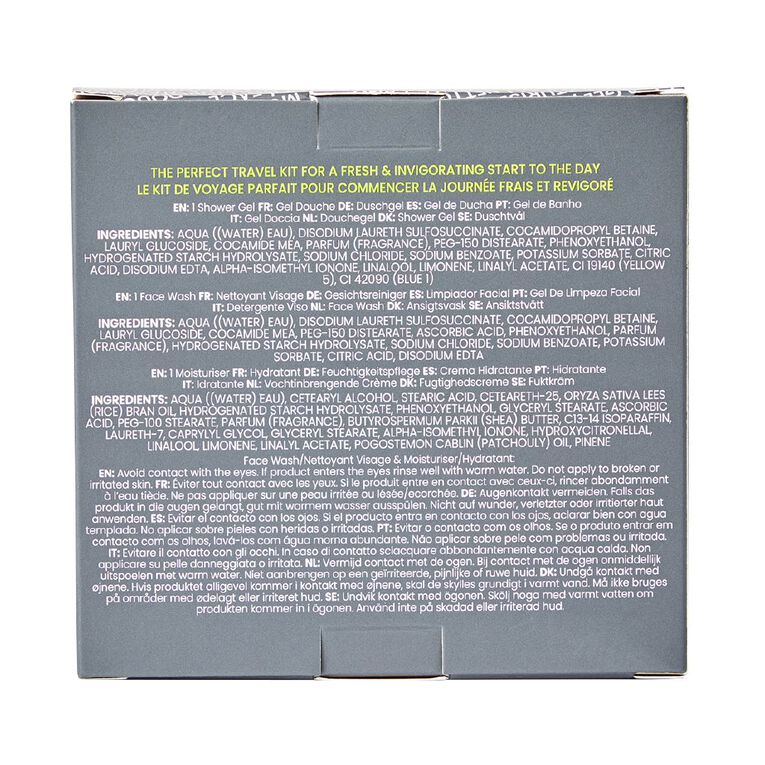 THE PERFECT TRAVEL KIT FOR A FRESH & INVIGORATING START TO THE DAY
LE KIT DE VOYAGE PARFAIT POUR COMMENCER LA JOURNÉE FRAIS ET REVIGORÉ
EN: 1 Shower Gel FR: Gel Douche DE: Duschgel ES: Gel de Ducha PT: Gel de Banho
IT: Gel Doccia NL: Douchegel DK: Shower Gel SE: Duschtvål
INGREDIENTS: AQUA ((WATER) EAU), DISODIUM LAURETH SULFOSUCCINATE, COCAMIDOPROPYL BETAINE,
LAURYL GLUCOSIDE, COCAMIDE MEA, PARFUM (FRAGRANCE), PEG-150 DISTEARATE, PHENOXYETHANOL,
HYDROGENATED STARCH HYDROLYSATE, SODIUM CHLORIDE, SODIUM BENZOATE, POTASSIUM SORBATE, CITRIC
ACID, DISODIUM EDTA, ALPHA-ISOMETHYL IONONE, LINALOOL, LIMONENE, LINALYL ACETATE, CI 19140 (YELLOW
5), CI 42090 (BLUE 1)
EN: 1 Face Wash FR: Nettoyant Visage DE: Gesichtsreiniger ES: Limpiador Facial PT: Gel De Limpeza Facial
IT: Detergente Viso NL: Face Wash DK: Ansigtsvask SE: Ansiktstvätt
INGREDIENTS: AQUA ((WATER) EAU), DISODIUM LAURETH SULFOSUCCINATE, COCAMIDOPROPYL BETAINE,
LAURYL GLUCOSIDE, COCAMIDE MEA, PEG-150 DISTEARATE, ASCORBIC ACID, PHENOXYETHANOL, PARFUM
(FRAGRANCE), HYDROGENATED STARCH HYDROLYSATE, SODIUM CHLORIDE, SODIUM BENZOATE, POTASSIUM
SORBATE, CITRIC ACID, DISODIUM EDTA
EN: 1 Moisturiser FR: Hydratant DE: Feuchtigkeitspflege ES: Crema Hidratante PT: Hidratante
IT: Idratante NL: Vochtinbrengende Crème DK: Fugtighedscreme SE: Fuktkräm
INGREDIENTS: AQUA ((WATER) EAU), CETEARYL ALCOHOL, STEARIC ACID, CETEARETH-25, ORYZA SATIVA LEES
(RICE) BRAN OIL, HYDROGENATED STARCH HYDROLYSATE, PHENOXYETHANOL, GLYCERYL STEARATE, ASCORBIC
ACID, PEG-100 STEARATE, PARFUM (FRAGRANCE), BUTYROSPERMUM PARKII (SHEA) BUTTER, C13-14 ISOPARAFFIN,
LAURETH-7, CAPRYLYL GLYCOL, GLYCERYL STEARATE, ALPHA-ISOMETHYL IONONE, HYDROXYCITRONELLAL,
LINALOOL LIMONENE, LINALYL ACETATE, POGOSTEMON CABLIN (PATCHOULY) OIL, PINENE
Face Wash/Nettoyant Visage & Moisturiser/Hydratant:
EN: Avoid contact with the eyes. If product enters the eyes rinse well with warm water. Do not apply to broken or
irritated skin. FR: Éviter tout contact avec les yeux. Si le produit entre en contact avec ceux-ci, rincer abondamment
à l'eau tiède. Ne pas appliquer sur une peau irritée ou lésée/ecorchée. DE: Augenkontakt vermeiden. Falls das
produkt in die augen gelangt, gut mit warmem wasser ausspülen. Nicht auf wunder, verletzter oder irritierter haut
anwenden. ES: Evitar el contacto con los ojos. Si el producto entra en contacto con los ojos, aclarar bien con agua
templada. No aplicar sobre pieles con heridas o irritadas. PT: Evitar o contacto com os olhos. Se o produto entrar em
contacto com os olhos, lavá-los com água morna abundante. Não aplicar sobre pele com problemas ou irritada.
IT: Evitare il contatto con gli occhi. In caso di contatto sciacquare abbondantemente con acqua calda. Non
applicare su pelle danneggiata o irritata. NL: Vermijd contact met de ogen. Bij contact met de ogen onmiddellijk
uitspoelen met warm water. Niet aanbrengen op een geïrriteerde, pijnlijke of ruwe huid. DK: Undgå kontakt med
øjnene. Hvis produktet alligevel kommer i kontakt med øjnene, skal de skylles grundigt i varmt vand. Må ikke bruges
på områder med ødelagt eller irriteret hud. SE: Undvik kontakt med ögonen. Skölj noga med varmt vatten om
produkten kommer in i ögonen. Använd inte på skadad eller irriterad hud.